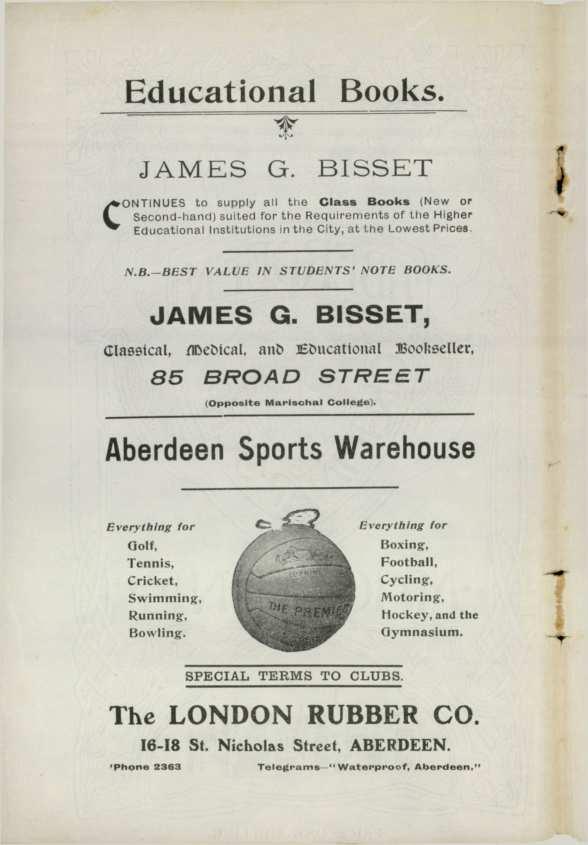 Educational Books.
JAMES G. BISSET
CONTINUES to supply all the Class Books (New or
Second-hand) suited for the Requirements of the Higher
Educational Institutions in the City, at the Lowest Prices.
N.B.—BEST VALUE IN STUDENTS' NOTE BOOKS.
JAMES G. BISSET,
Classical, Medical, and Educational Bookseller,
85 BROAD STREET
(Opposite Marischal College).
Aberdeen Sports Warehouse
Everything for
Golf,
Tennis,
Cricket,
Swimming,
Running,
Bowling.
THE PREMIER
Everything for
Boxing,
Football,
Cycling,
Motoring,
Hockey, and the
Gymnasium.
SPECIAL TERMS TO CLUBS.
The LONDON RUBBER CO.
16-18 St. Nicholas Street, ABERDEEN.
'Phone 2363 Telegrams—"Waterproof, Aberdeen."